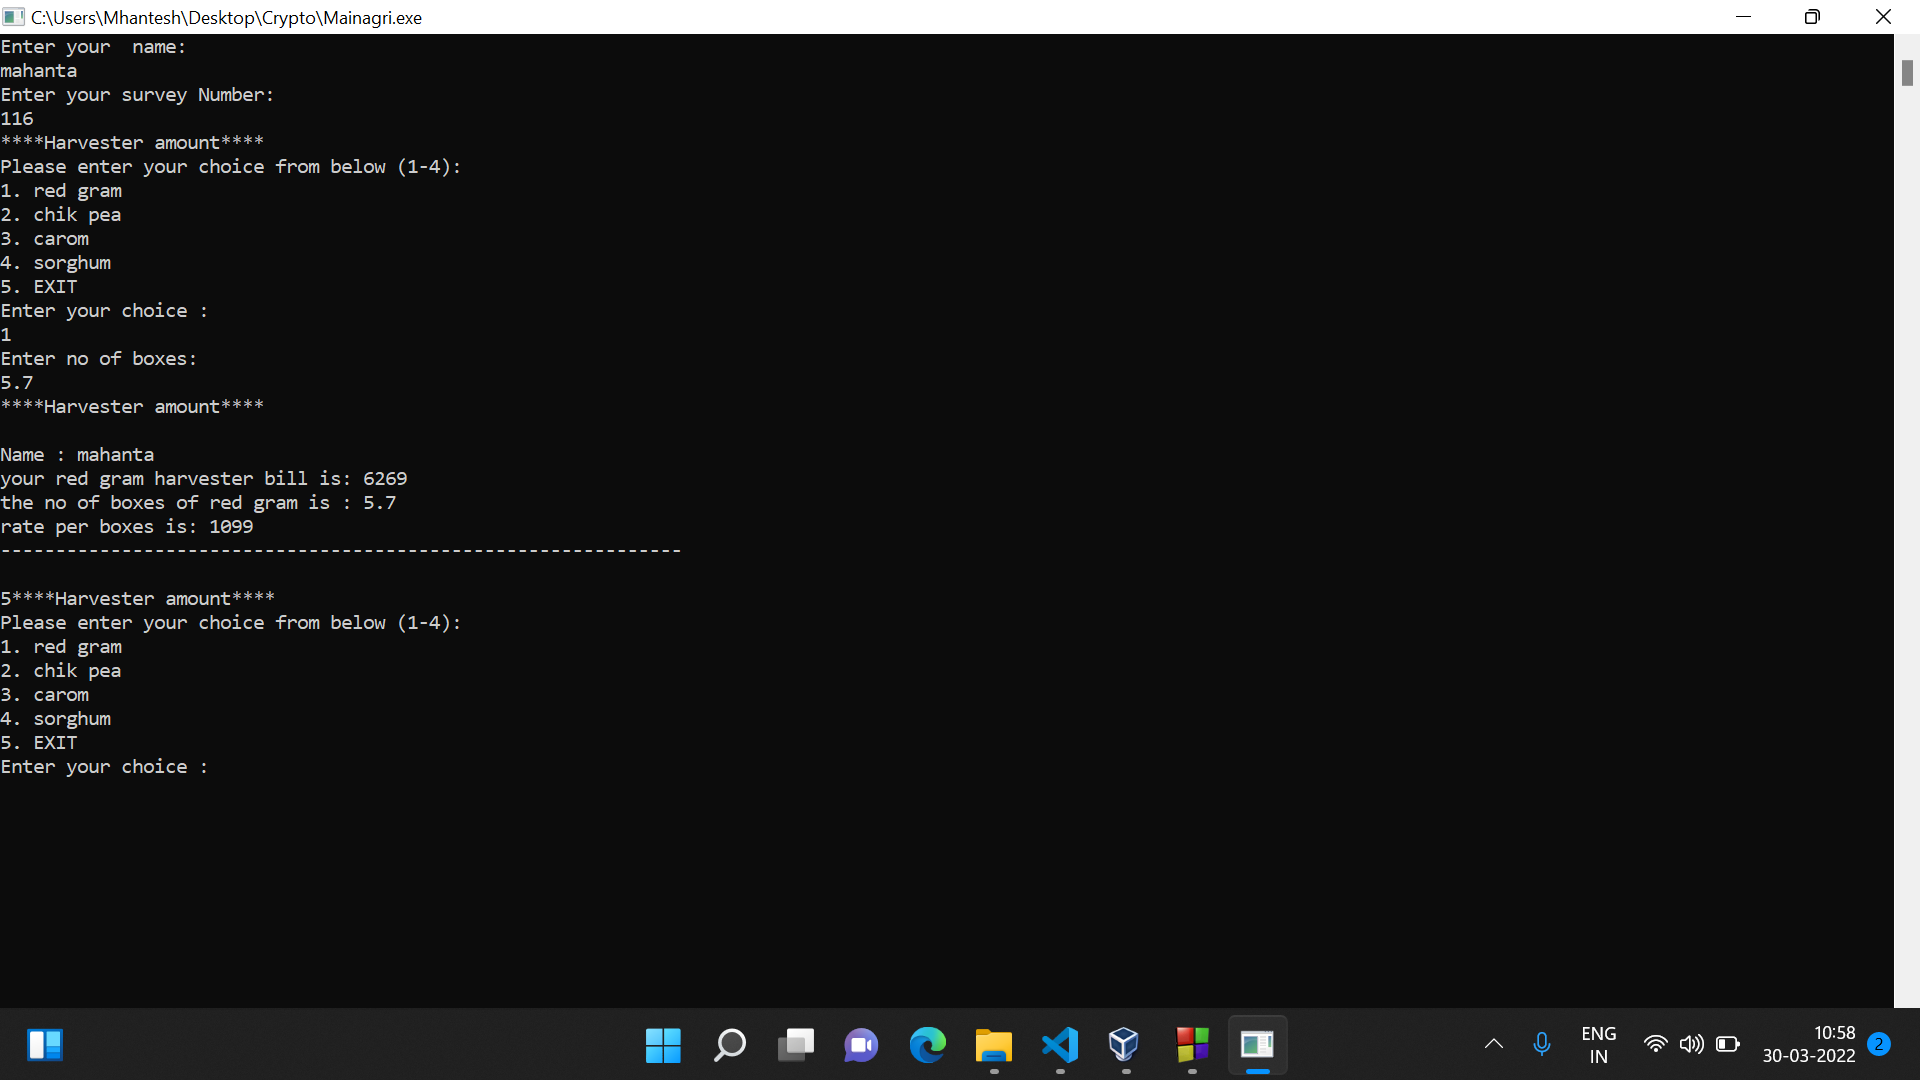 C:\Users\Mhantesh\Desktop\Crypto\Mainagri.exe
Enter your  name:
mahanta
Enter your survey Number:
116
****Harvester amount****
Please enter your choice from below (1-4):
1. red gram
2. chik pea
3. carom
4. sorghum
5. EXIT
Enter your choice :
1
Enter no of boxes:
5.7
****Harvester amount****
Name : mahanta
your red gram harvester bill is: 6269
the no of boxes of red gram is : 5.7
rate per boxes is: 1099
--------------------------------------------------------------
5****Harvester amount****
Please enter your choice from below (1-4):
1. red gram
2. chik pea
3. carom
4. sorghum
5. EXIT
Enter your choice :
ENG
IN
10:58
30-03-2022
2